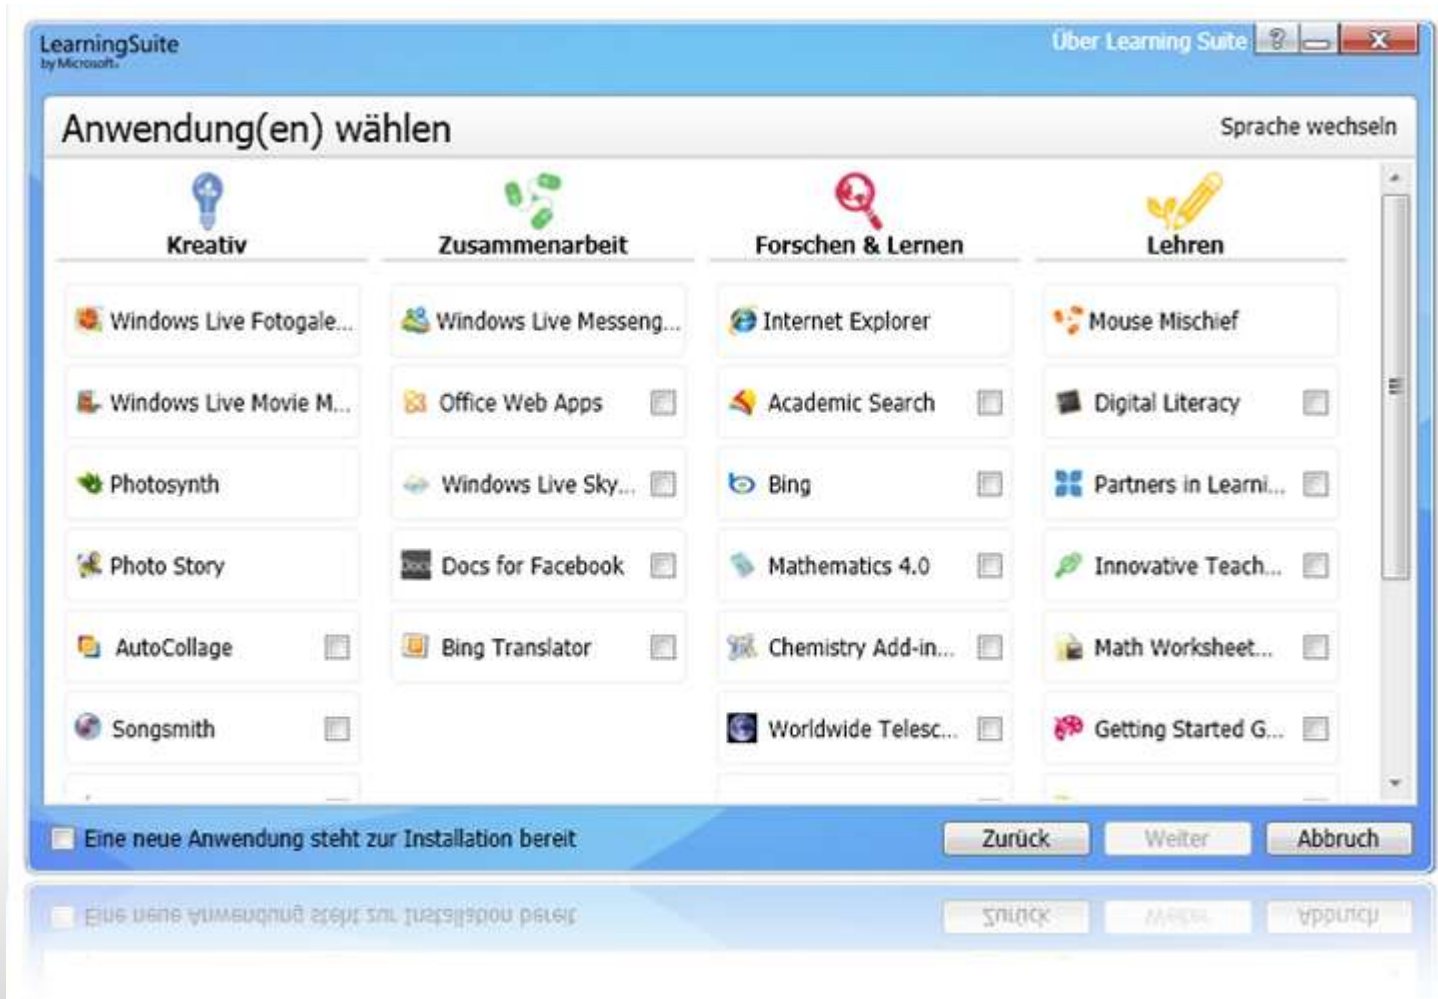 LearningSuite
by Microsoft®
Über Learning Suite
Anwendung(en) wählen
Sprache wechseln
Kreativ
Zusammenarbeit
Forschen & Lernen
Lehren
Windows Live Fotogale...
Windows Live Messeng...
Internet Explorer
Mouse Mischief
Windows Live Movie M...
Office Web Apps
Academic Search
Digital Literacy
Photosynth
Windows Live Sky...
Bing
Partners in Learni...
Photo Story
Docs for Facebook
Mathematics 4.0
Innovative Teach...
AutoCollage
Bing Translator
Chemistry Add-in...
Math Worksheet...
Songsmith
Worldwide Telesc...
Getting Started G...
Eine neue Anwendung steht zur Installation bereit
Zurück
Weiter
Abbruch